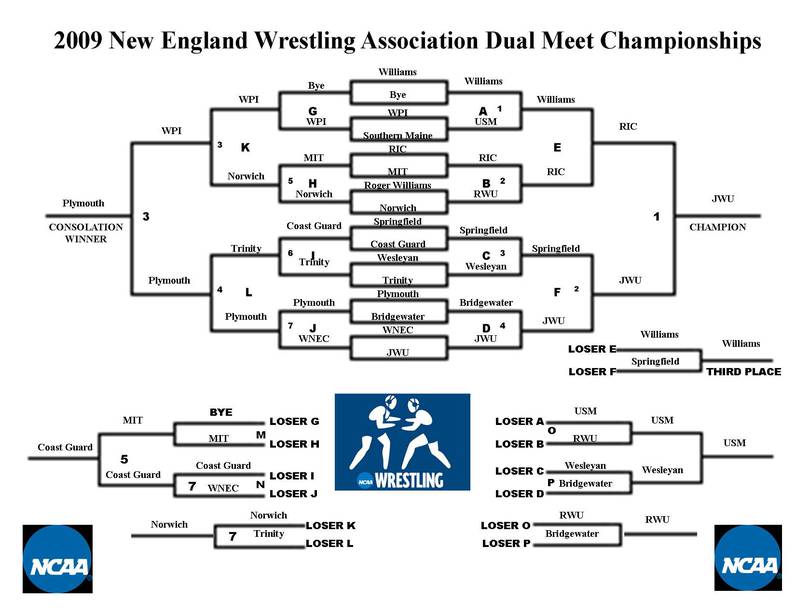 2009 New England Wrestling Association Dual Meet Championships
Williams
Bye
Williams
WPI
Bye
Williams
G
WPI
A 1
WPI
USM
RIC
WPI
Southern Maine
3 K
RIC
E
MIT
RIC
Norwich
MIT
RIC
5 H
Roger Williams
B 2
Norwich
RWU
JWU
Plymouth
Norwich
3
Springfield
1
CONSOLATION
WINNER
Coast Guard
Springfield
CHAMPION
Coast Guard
Trinity
Springfield
6 I
Wesleyan
C 3
Trinity
Wesleyan
Plymouth
Trinity
JWU
4 L
Plymouth
F 2
Plymouth
Bridgewater
Plymouth
Bridgewater
JWU
7 J
WNEC
D 4
WNEC
JWU
Williams
JWU
LOSER E
Williams
Springfield
LOSER F
THIRD PLACE
BYE
USM
MIT
LOSER G
LOSER A
USM
MIT
M
O
RWU
LOSER H
LOSER B
USM
Coast Guard
5
Coast Guard
Wesleyan
Coast Guard
LOSER I
LOSER C
Wesleyan
7 WNEC
N
P Bridgewater
LOSER J
LOSER D
NCAA WRESTLING
Norwich
RWU
Norwich
LOSER K
LOSER O
RWU
7
Trinity
Bridgewater
LOSER L
LOSER P
NCAA
NCAA